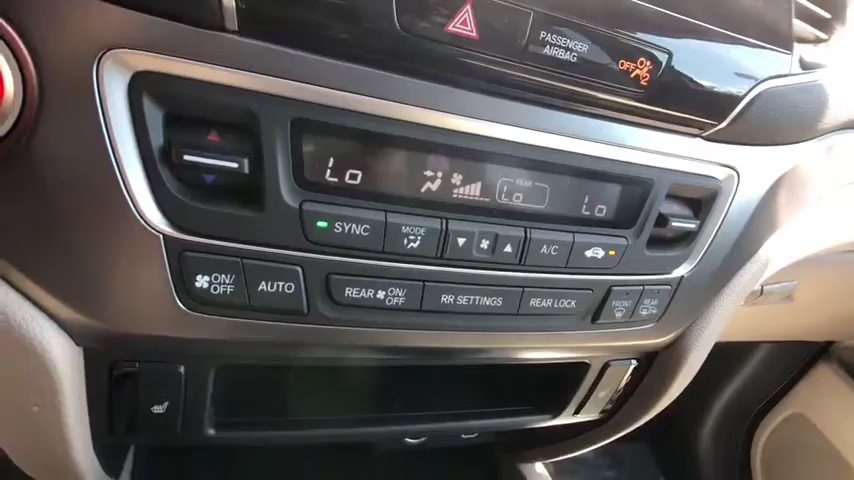 PASSENGER
AIRBAG
OFF 2
Lo
REAR
Lo
Lo
SYNC
MODE
A/C
ON/
OFF
AUTO
REAR ON/
OFF
RR SETTINGS
REAR LOCK
FRONT
REAR